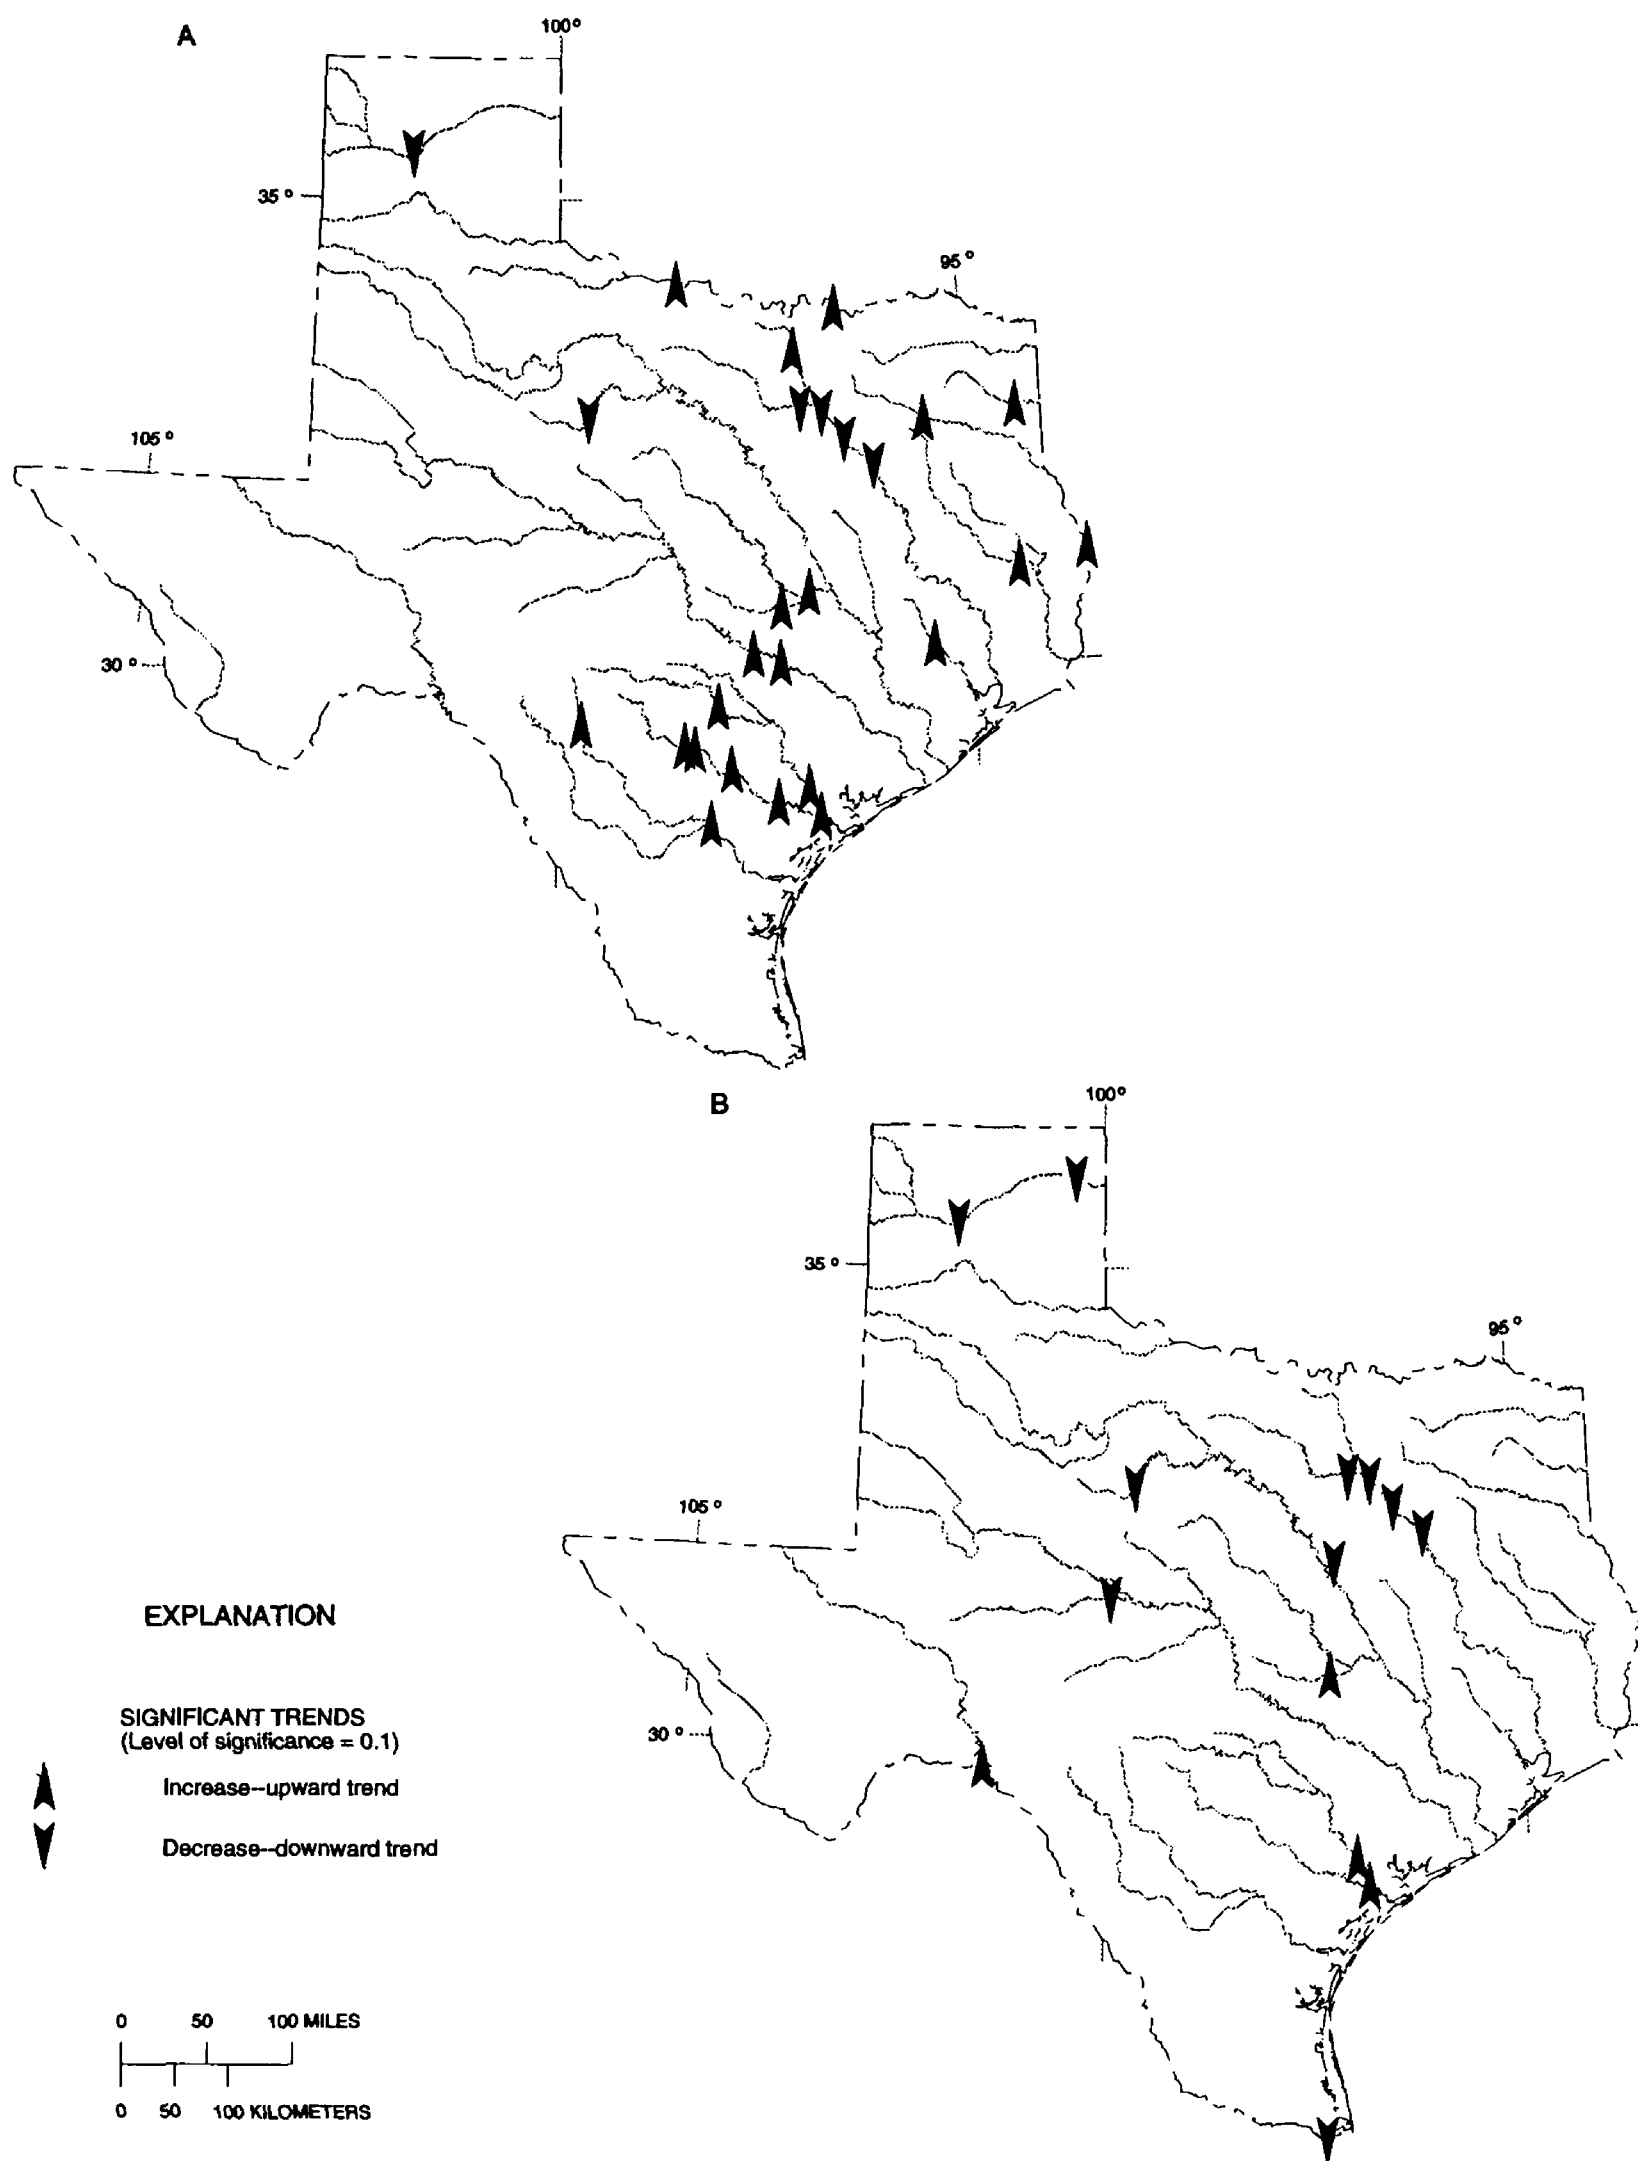 A
100°
35°
95°
105°
30°
B
100°
35°
95°
105°
30°
EXPLANATION
SIGNIFICANT TRENDS
(Level of significance = 0.1)
Increase--upward trend
Decrease--downward trend
0 50 100 MILES
0 50 100 KILOMETERS